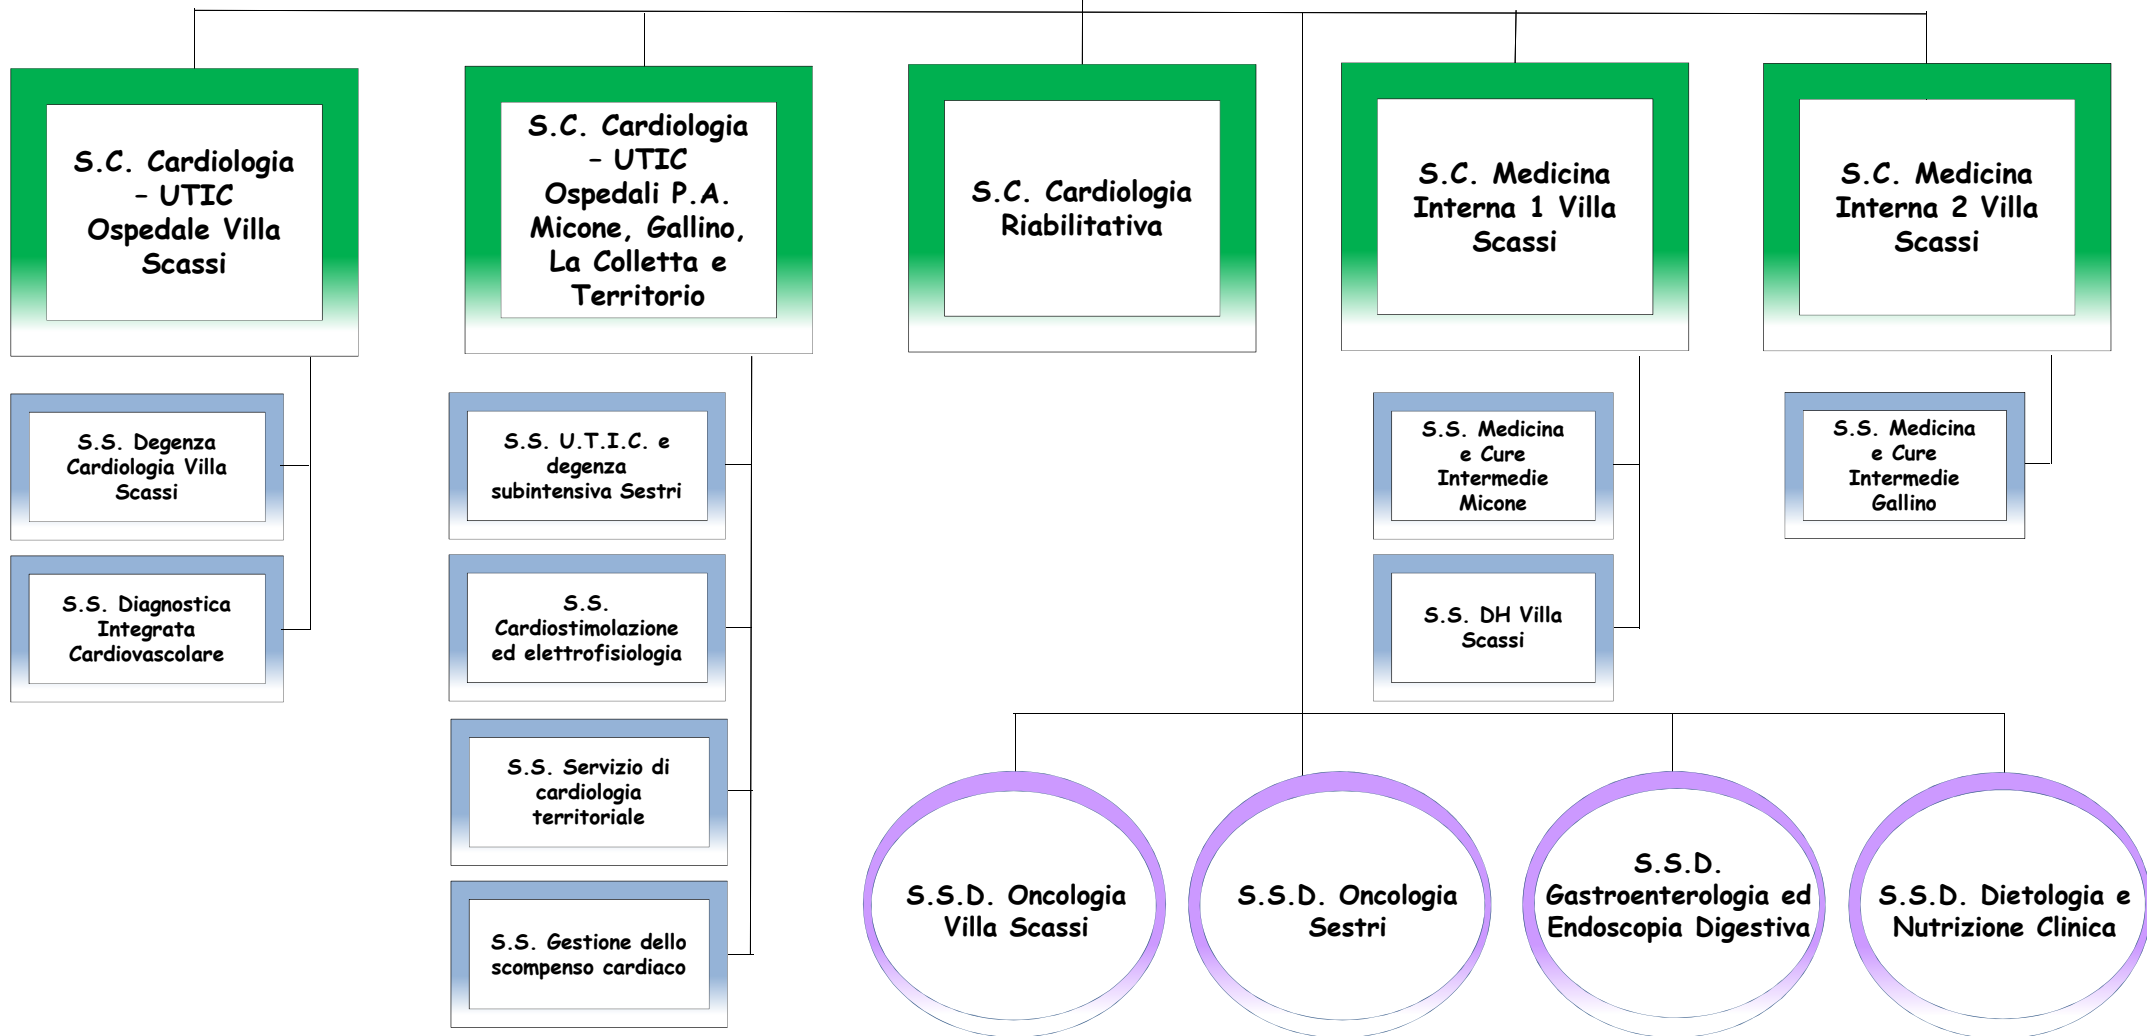 S.C. Cardiologia
– UTIC
Ospedale Villa
Scassi
S.C. Cardiologia
– UTIC
Ospedali P.A.
Micone, Gallino,
La Colletta e
Territorio
S.C. Cardiologia
Riabilitativa
S.C. Medicina
Interna 1 Villa
Scassi
S.C. Medicina
Interna 2 Villa
Scassi
S.S. Degenza
Cardiologia Villa
Scassi
S.S. U.T.I.C. e
degenza
subintensiva Sestri
S.S. Medicina
e Cure
Intermedie
Micone
S.S. Medicina
e Cure
Intermedie
Gallino
S.S. Diagnostica
Integrata
Cardiovascolare
S.S.
Cardiostimolazione
ed elettrofisiologia
S.S. DH Villa
Scassi
S.S. Servizio di
cardiologia
territoriale
S.S. Gestione dello
scompenso cardiaco
S.S.D. Oncologia
Villa Scassi
S.S.D. Oncologia
Sestri
S.S.D.
Gastroenterologia ed
Endoscopia Digestiva
S.S.D. Dietologia e
Nutrizione Clinica